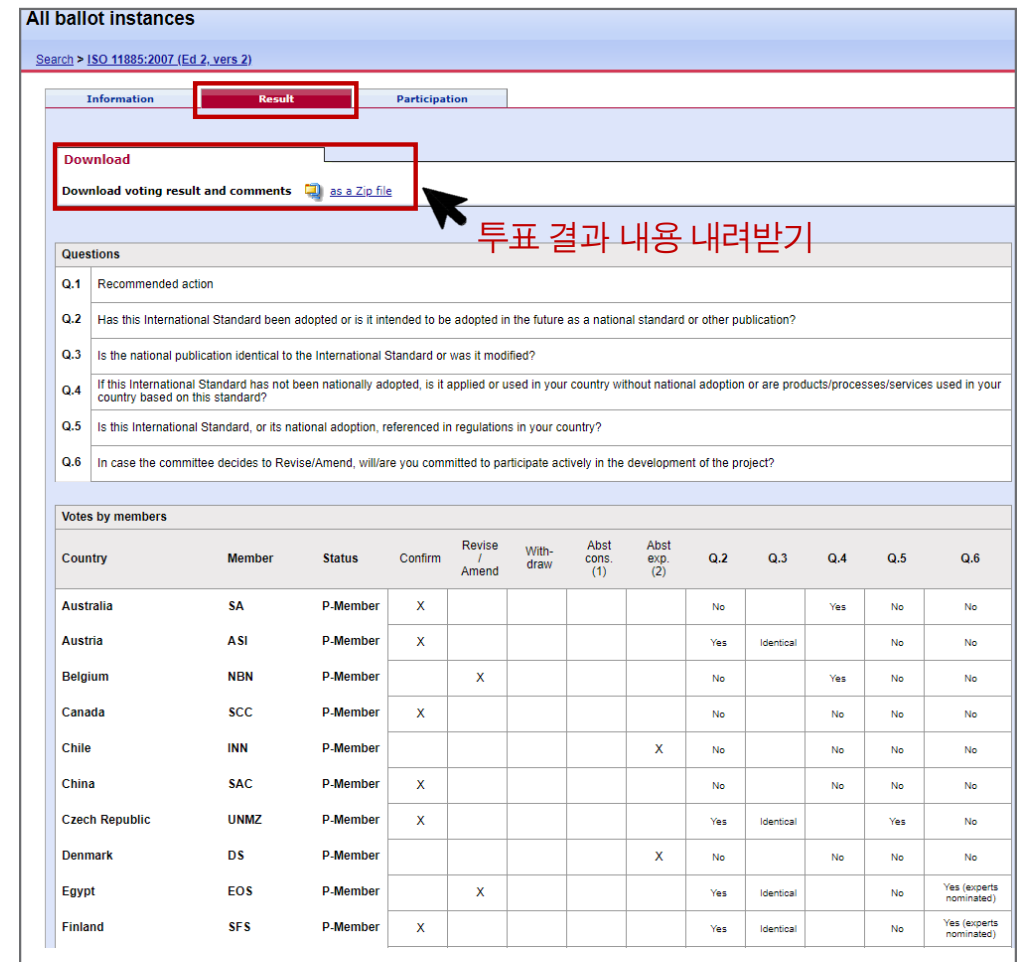 All ballot instances
Search > ISO 11885:2007 (Ed 2, vers 2)
Information Result Participation
Download
Download voting result and comments as a Zip file
투표 결과 내용 내려받기
Questions
Q.1 Recommended action
Q.2 Has this International Standard been adopted or is it intended to be adopted in the future as a national standard or other publication?
Q.3 Is the national publication identical to the International Standard or was it modified?
Q.4 If this International Standard has not been nationally adopted, is it applied or used in your country without national adoption or are products/processes/services used in your
country based on this standard?
Q.5 Is this International Standard, or its national adoption, referenced in regulations in your country?
Q.6 In case the committee decides to Revise/Amend, will/are you committed to participate actively in the development of the project?
Votes by members
Country Member Status Confirm Revise / Amend With-draw Abst cons. (1) Abst exp. (2) Q.2 Q.3 Q.4 Q.5 Q.6
Australia SA P-Member X No Yes No No
Austria ASI P-Member X Yes Identical No No
Belgium NBN P-Member X No Yes No No
Canada SCC P-Member X No No No No
Chile INN P-Member X No No No No
China SAC P-Member X No No No No
Czech Republic UNMZ P-Member X Yes Identical Yes No
Denmark DS P-Member X No No No No
Egypt EOS P-Member X Yes Identical No Yes (experts nominated)
Finland SFS P-Member X Yes Identical No Yes (experts nominated)